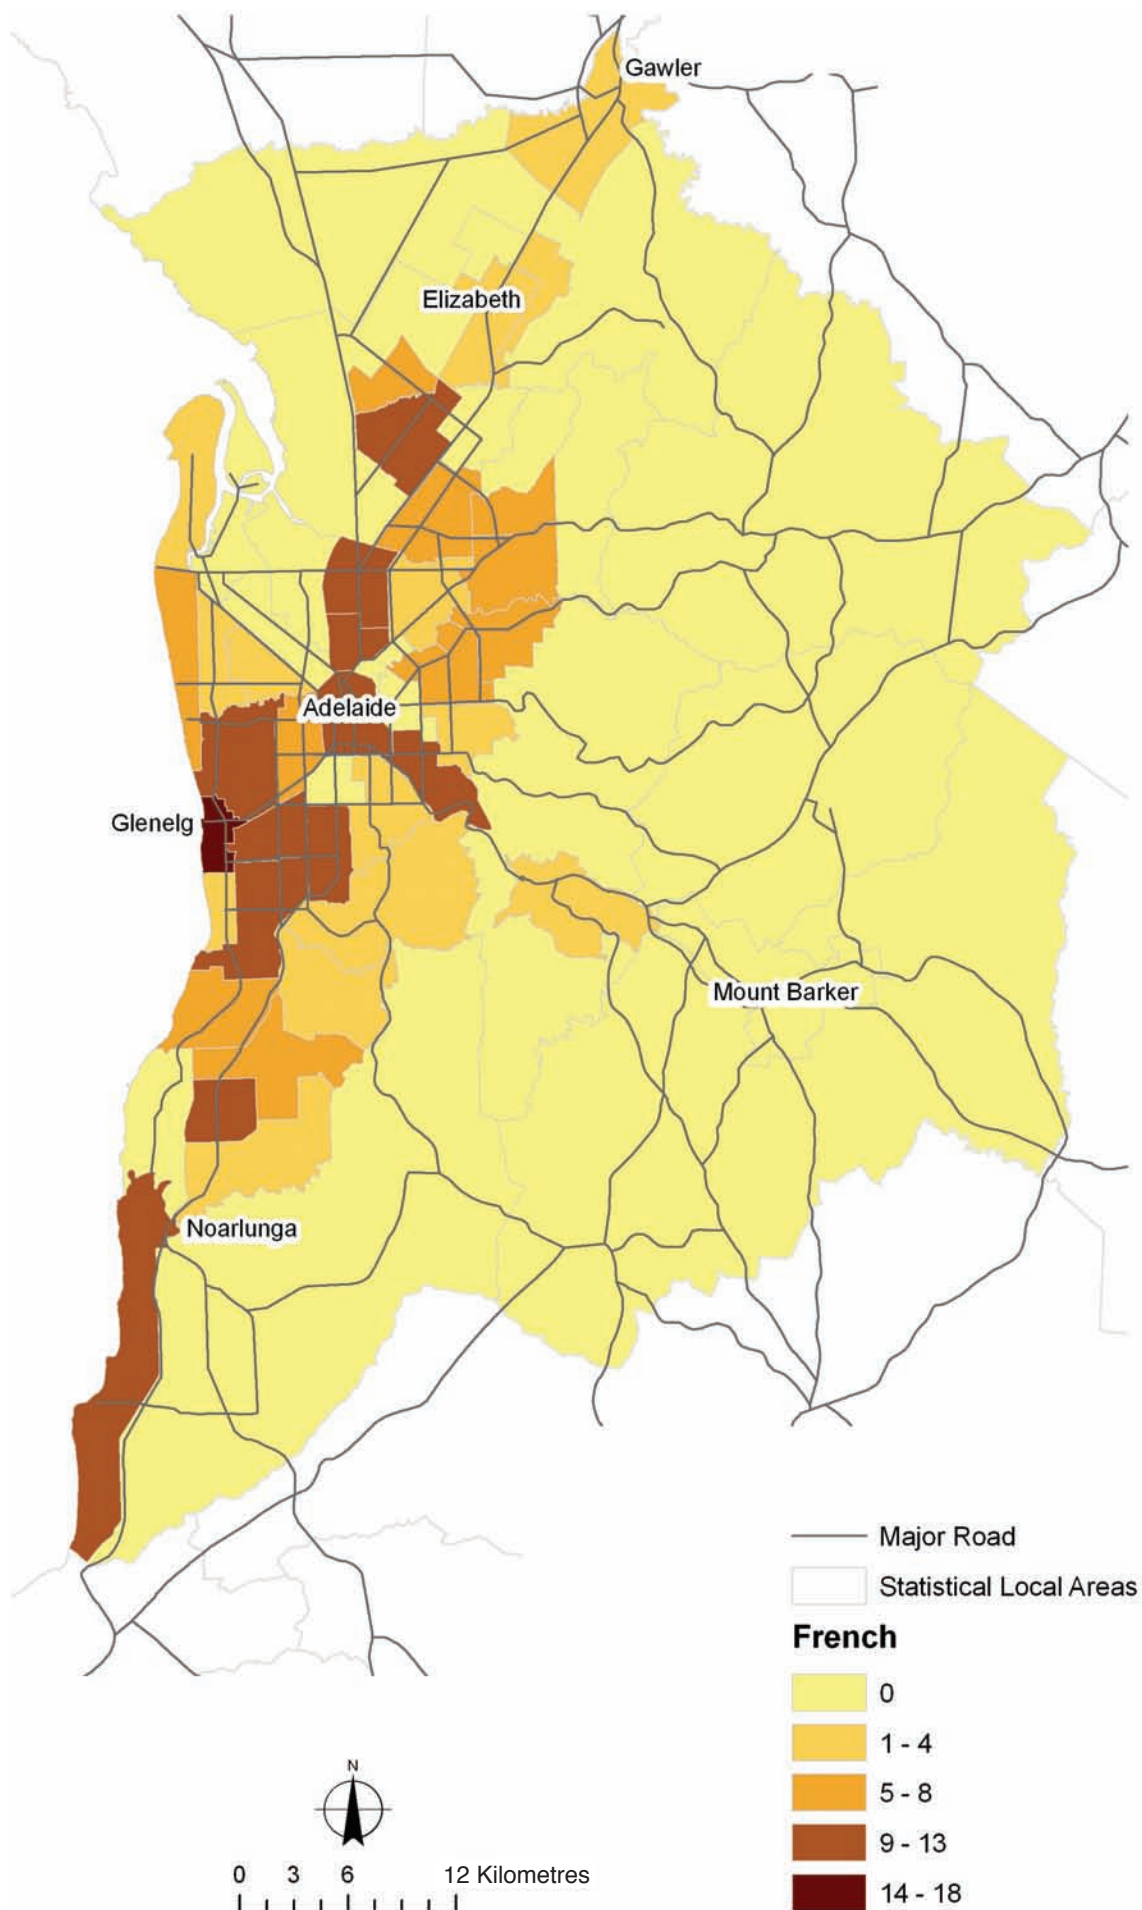 Gawler
Elizabeth
Adelaide
Glenelg
Mount Barker
Noarlunga
Major Road
Statistical Local Areas
French
0
1 - 4
5 - 8
9 - 13
14 - 18
N
0 3 6 12 Kilometres